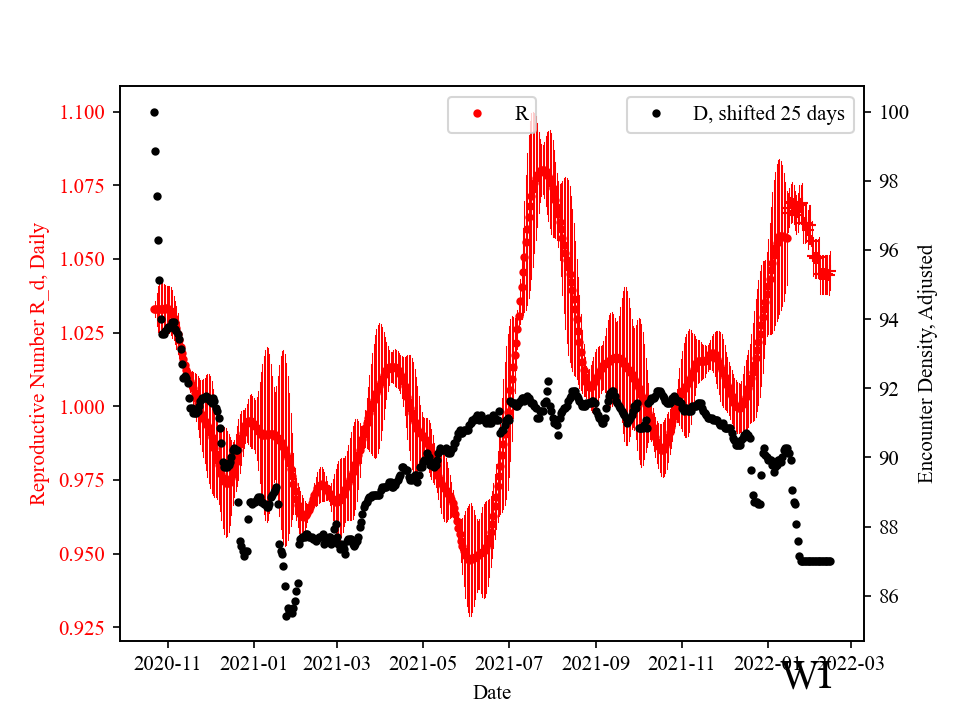 R
D, shifted 25 days
1.100
1.075
1.050
1.025
1.000
0.975
0.950
0.925
Reproductive Number R_d, Daily
100
98
96
94
92
90
88
86
Encounter Density, Adjusted
2020-11 2021-01 2021-03 2021-05 2021-07 2021-09 2021-11 2022-01 2022-03
Date
WI